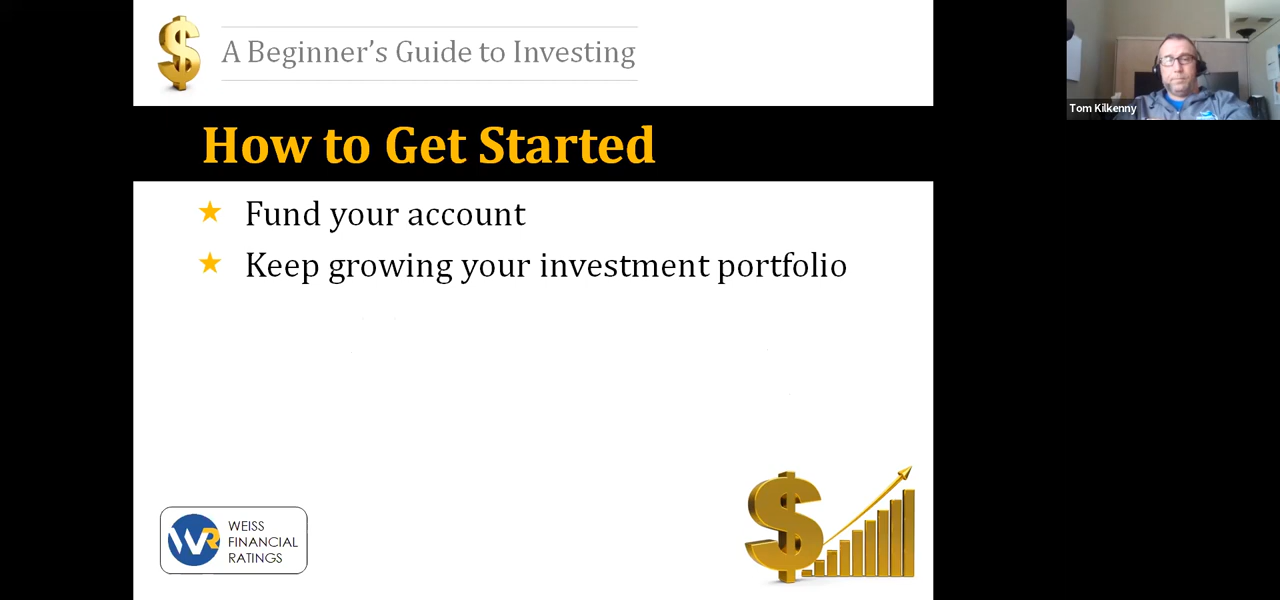 A Beginner’s Guide to Investing
Tom Kilkenny
How to Get Started
Fund your account
Keep growing your investment portfolio
WR
WEISS
FINANCIAL
RATINGS